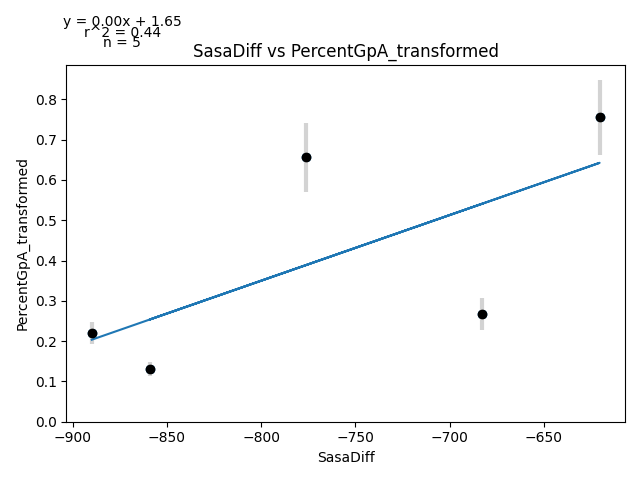 y = 0.00x + 1.65
r^2 = 0.44
n = 5
SasaDiff vs PercentGpA_transformed
PercentGpA_transformed
0.8
0.7
0.6
0.5
0.4
0.3
0.2
0.1
0.0
−900
−850
−800
−750
−700
−650
SasaDiff